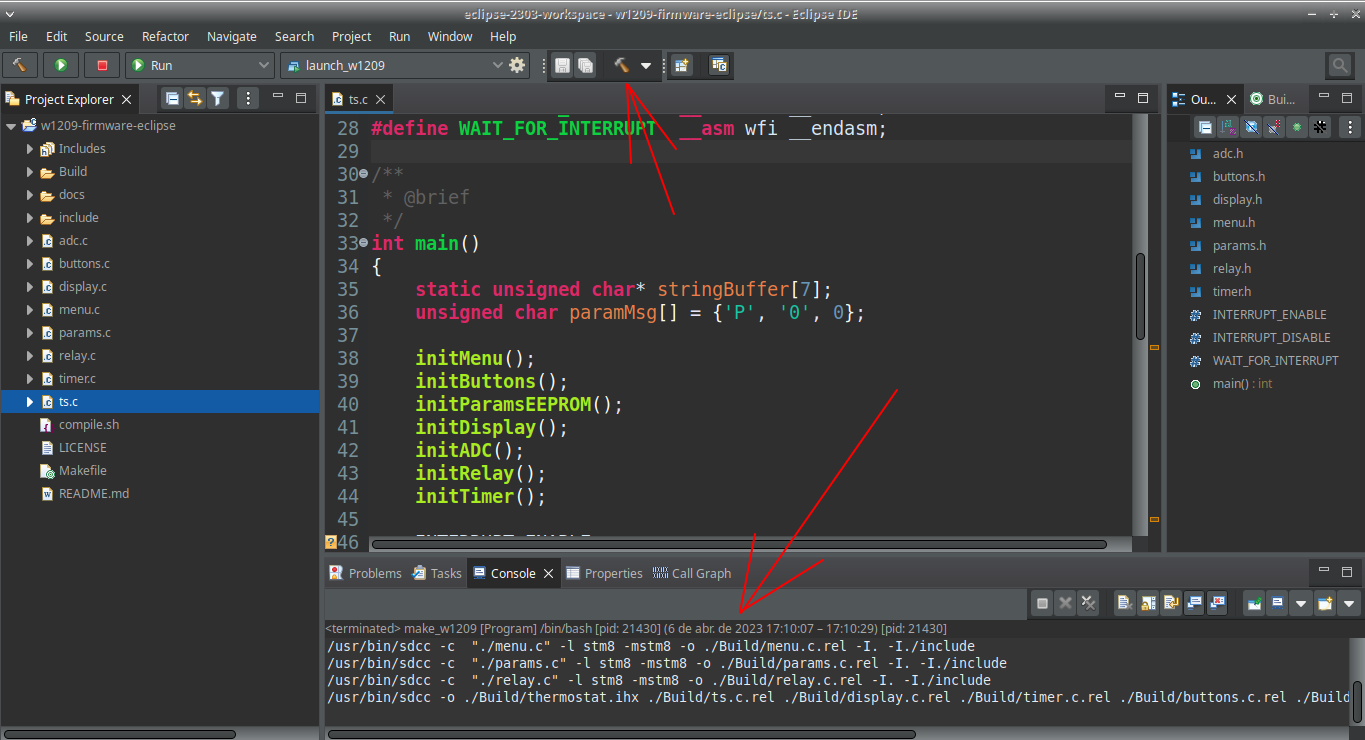 eclipse-2303-workspace - w1209-firmware-eclipse/ts.c - Eclipse IDE
File Edit Source Refactor Navigate Search Project Run Window Help
Run launch_w1209
Project Explorer
w1209-firmware-eclipse
Includes
Build
docs
include
adc.c
buttons.c
display.c
menu.c
params.c
relay.c
timer.c
ts.c
compile.sh
LICENSE
Makefile
README.md
ts.c
28 #define WAIT_FOR_INTERRUPT __asm wfi __endasm;
29
30 /**
31 * @brief
32 */
33 int main()
34 {
35 static unsigned char* stringBuffer[7];
36 unsigned char paramMsg[] = {'P', '0', 0};
37
38 initMenu();
39 initButtons();
40 initParamsEEPROM();
41 initDisplay();
42 initADC();
43 initRelay();
44 initTimer();
45
46
Ou... Bui...
adc.h
buttons.h
display.h
menu.h
params.h
relay.h
timer.h
INTERRUPT_ENABLE
INTERRUPT_DISABLE
WAIT_FOR_INTERRUPT
main() : int
Problems Tasks Console Properties Call Graph
<terminated> make_w1209 [Program] /bin/bash [pid: 21430] (6 de abr. de 2023 17:10:07 – 17:10:29) [pid: 21430]
/usr/bin/sdcc -c "./menu.c" -l stm8 -mstm8 -o ./Build/menu.c.rel -I. -I./include
/usr/bin/sdcc -c "./params.c" -l stm8 -mstm8 -o ./Build/params.c.rel -I. -I./include
/usr/bin/sdcc -c "./relay.c" -l stm8 -mstm8 -o ./Build/relay.c.rel -I. -I./include
/usr/bin/sdcc -o ./Build/thermostat.ihx ./Build/ts.c.rel ./Build/display.c.rel ./Build/timer.c.rel ./Build/buttons.c.rel ./Build